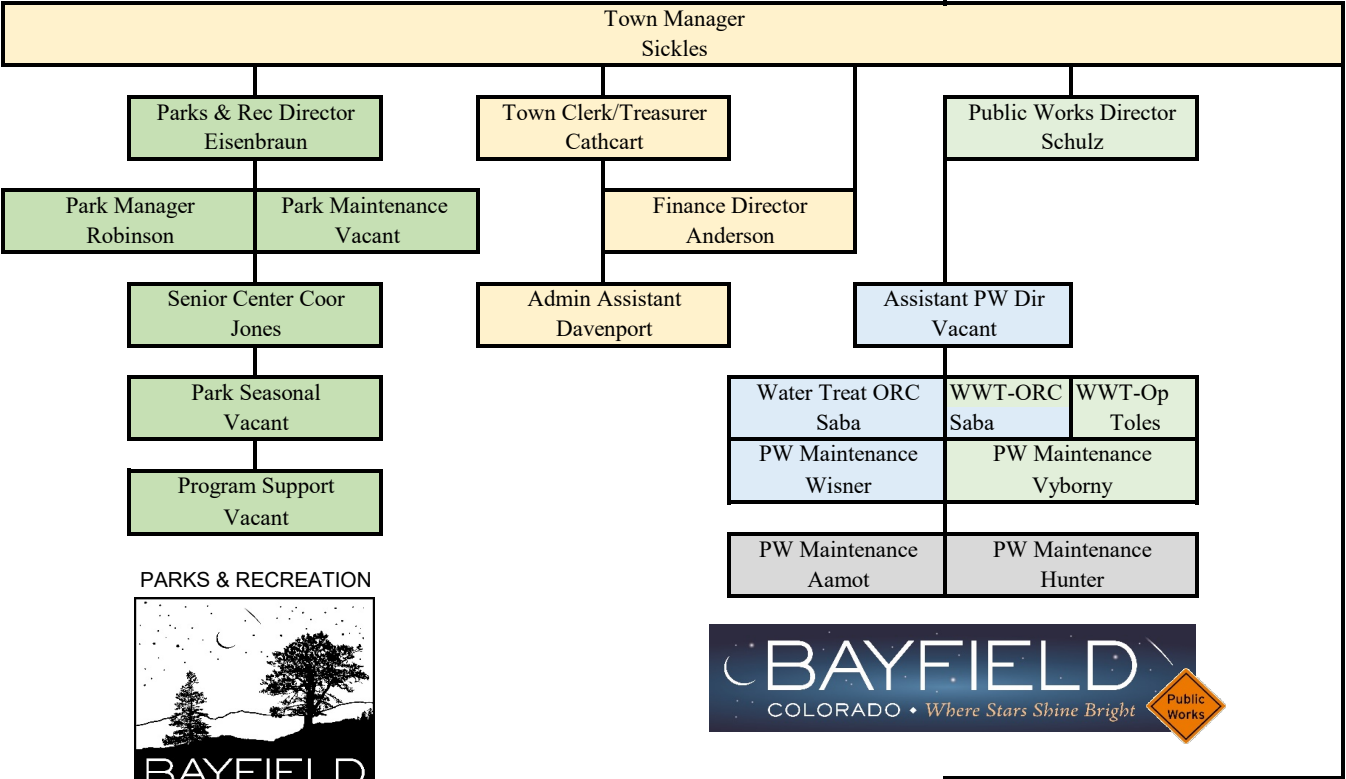 Town Manager
Sickles
Parks & Rec Director
Eisenbraun
Town Clerk/Treasurer
Cathcart
Public Works Director
Schulz
Park Manager
Robinson
Park Maintenance
Vacant
Finance Director
Anderson
Senior Center Coor
Jones
Admin Assistant
Davenport
Assistant PW Dir
Vacant
Park Seasonal
Vacant
Water Treat ORC
Saba
WWT-ORC
Saba
WWT-Op
Toles
PW Maintenance
Wisner
PW Maintenance
Vyborny
Program Support
Vacant
PW Maintenance
Aamot
PW Maintenance
Hunter
PARKS & RECREATION
BAYFIELD
BAYFIELD
COLORADO • Where Stars Shine Bright
Public
Works